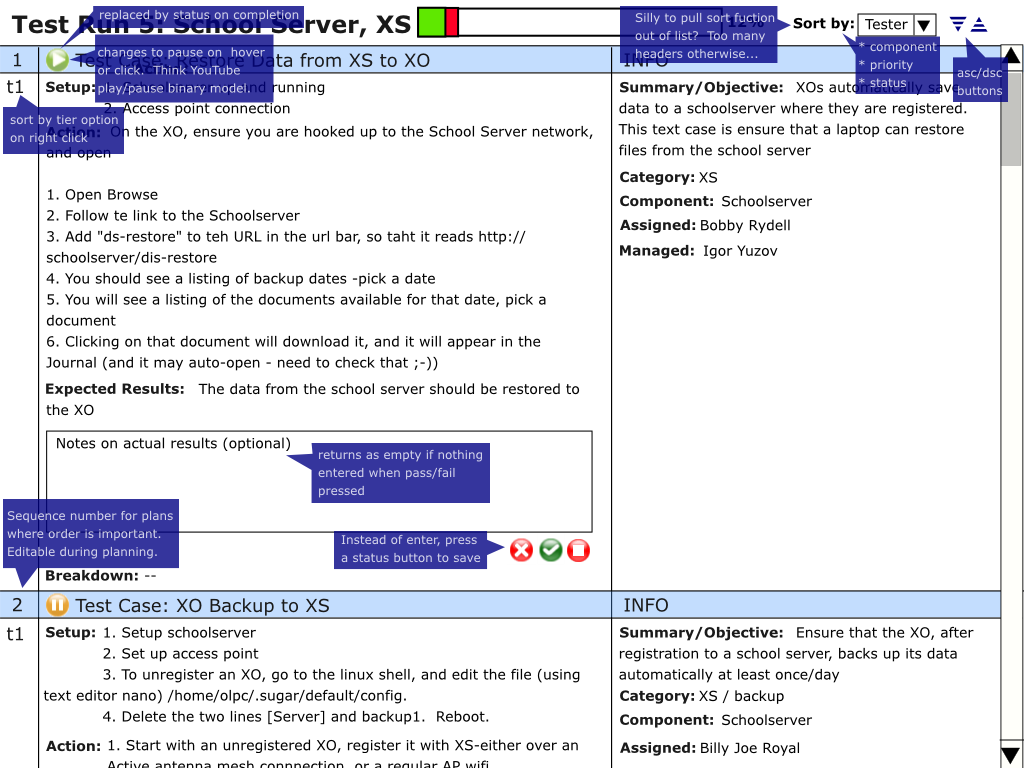 replaced by status on completion
Test Run 5: School Server, XS
12%
Silly to pull sort fuction
out of list? Too many
headers otherwise...
Sort by: Tester
* component
* priority
* status
asc/dsc
buttons
1
Test Case: Restore Data from XS to XO
INFO
changes to pause on hover
or click. Think YouTube
play/pause binary model.
t1
sort by tier option
on right click
Setup: and running
2. Access point connection
Action: On the XO, ensure you are hooked up to the School Server network,
and open
1. Open Browse
2. Follow te link to the Schoolserver
3. Add "ds-restore" to teh URL in the url bar, so taht it reads http://
schoolserver/dis-restore
4. You should see a listing of backup dates -pick a date
5. You will see a listing of the documents available for that date, pick a
document
6. Clicking on that document will download it, and it will appear in the
Journal (and it may auto-open - need to check that ;-))
Expected Results: The data from the school server should be restored to
the XO
Notes on actual results (optional)
returns as empty if nothing
entered when pass/fail
pressed
Sequence number for plans
where order is important.
Editable during planning.
Instead of enter, press
a status button to save
Breakdown: --
Summary/Objective: XOs automatically save
data to a schoolserver where they are registered.
This text case is ensure that a laptop can restore
files from the school server
Category: XS
Component: Schoolserver
Assigned: Bobby Rydell
Managed: Igor Yuzov
2
Test Case: XO Backup to XS
INFO
t1
Setup: 1. Setup schoolserver
2. Set up access point
3. To unregister an XO, go to the linux shell, and edit the file (using
text editor nano) /home/olpc/.sugar/default/config.
4. Delete the two lines [Server] and backup1. Reboot.
Action: 1. Start with an unregistered XO, register it with XS-either over an
Active antenna mesh connnection, or a regular AP wifi
Summary/Objective: Ensure that the XO, after
registration to a school server, backs up its data
automatically at least once/day
Category: XS / backup
Component: Schoolserver
Assigned: Billy Joe Royal